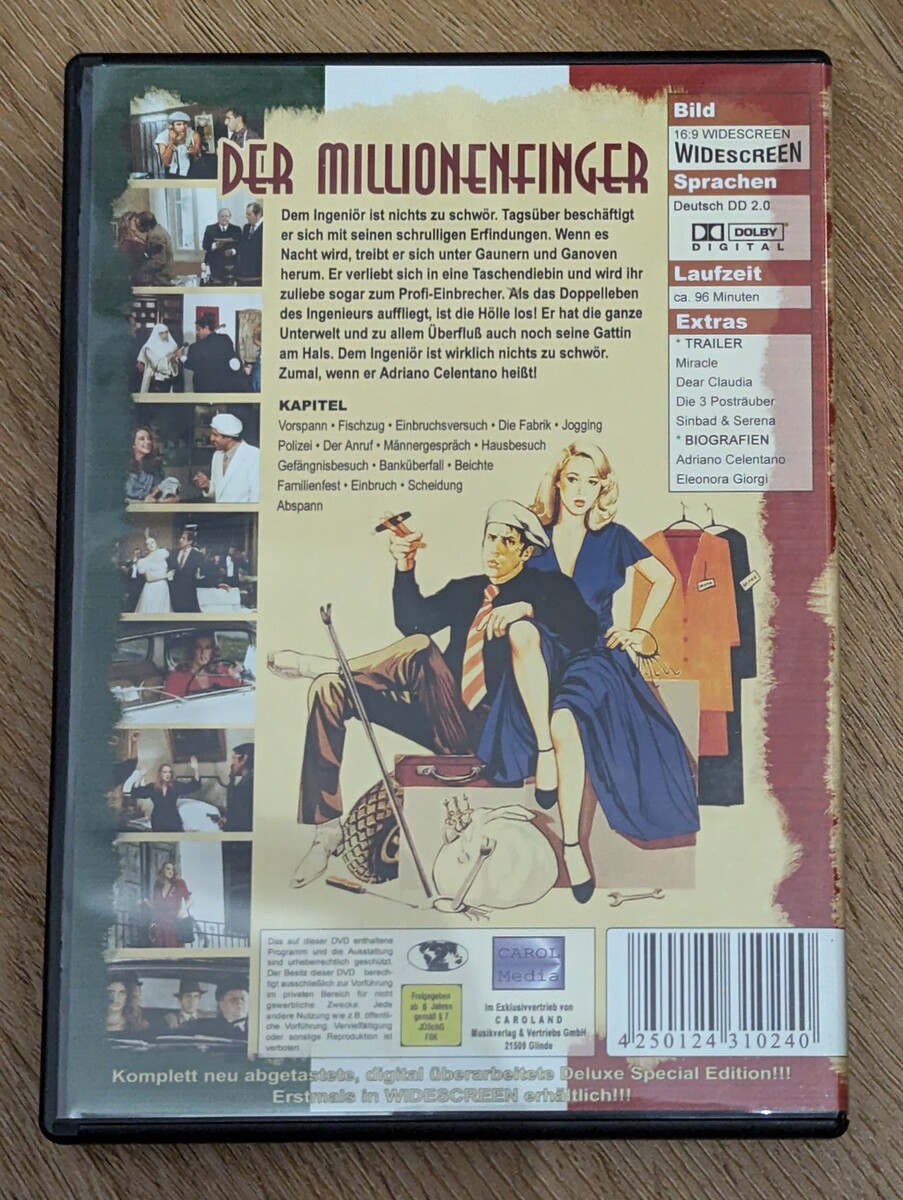 DER MILLIONENFINGER
Dem Ingeniör ist nichts zu schwör. Tagsüber beschäftigt
er sich mit seinen schrulligen Erfindungen. Wenn es
Nacht wird, treibt er sich unter Gaunern und Ganoven
herum. Er verliebt sich in eine Taschendiebin und wird ihr
zuliebe sogar zum Profi-Einbrecher. Als das Doppelleben
des Ingenieurs auffliegt, ist die Hölle los! Er hat die ganze
Unterwelt und zu allem Überfluß auch noch seine Gattin
am Hals. Dem Ingeniör ist wirklich nichts zu schwör.
Zumal, wenn er Adriano Celentano heißt!
KAPITEL
Vorspann • Fischzug • Einbruchsversuch • Die Fabrik • Jogging
Polizei • Der Anruf • Männergespräch • Hausbesuch
Gefängnisbesuch • Banküberfall • Beichte
Familienfest • Einbruch • Scheidung
Abspann
Bild
16:9 WIDESCREEN
WIDESCREEN
Sprachen
Deutsch DD 2.0
DOLBY
DIGITAL
Laufzeit
ca. 96 Minuten
Extras
* TRAILER
Miracle
Dear Claudia
Die 3 Posträuber
Sinbad & Serena
* BIOGRAFIEN
Adriano Celentano
Eleonora Giorgi
Das auf dieser DVD enthaltene
Programm und die Ausstattung
sind urheberrechtlich geschützt.
Der Besitz dieser DVD berech-
tigt ausschließlich zur Vorführung
im privaten Bereich für nicht
gewerbliche Zwecke. Jede
andere Nutzung wie z.B. öffentli-
che Vorführung, Vervielfältigung
oder sonstige Reproduktion ist
verboten.
Freigegeben
ab 6 Jahren
gemäß § 7
JÖSchG
FSK
CAROL
Media
Im Exklusivvertrieb von
CAROLAND
Musikverlag & Vertriebs GmbH
21509 Glinde
4 250124 310240
Komplett neu abgetastete, digital überarbeitete Deluxe Special Edition!!!
Erstmals in WIDESCREEN erhältlich!!!